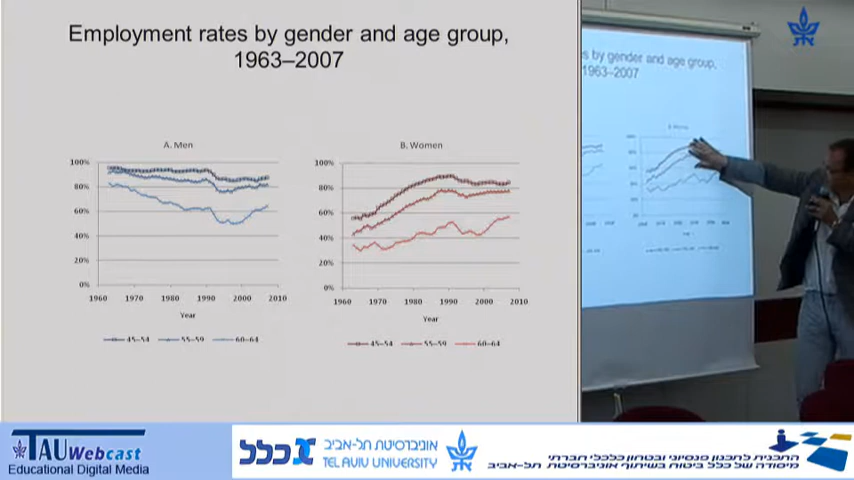 Employment rates by gender and age group,
1963–2007
A. Men
100%
80%
60%
40%
20%
0%
1960 1970 1980 1990 2000 2010
Year
45–54 55–59 60–64
B. Women
100%
80%
60%
40%
20%
0%
1960 1970 1980 1990 2000 2010
Year
45–54 55–59 60–64
s by gender and age group,
1963–2007
TAU Webcast
Educational Digital Media
כלל
אוניברסיטת תל-אביב
TEL AVIV UNIVERSITY
התכנית לתכנון פנסיוני ובטחון כלכלי חברתי
מיסודה של כלל ביטוח בשיתוף אוניברסיטת תל-אביב